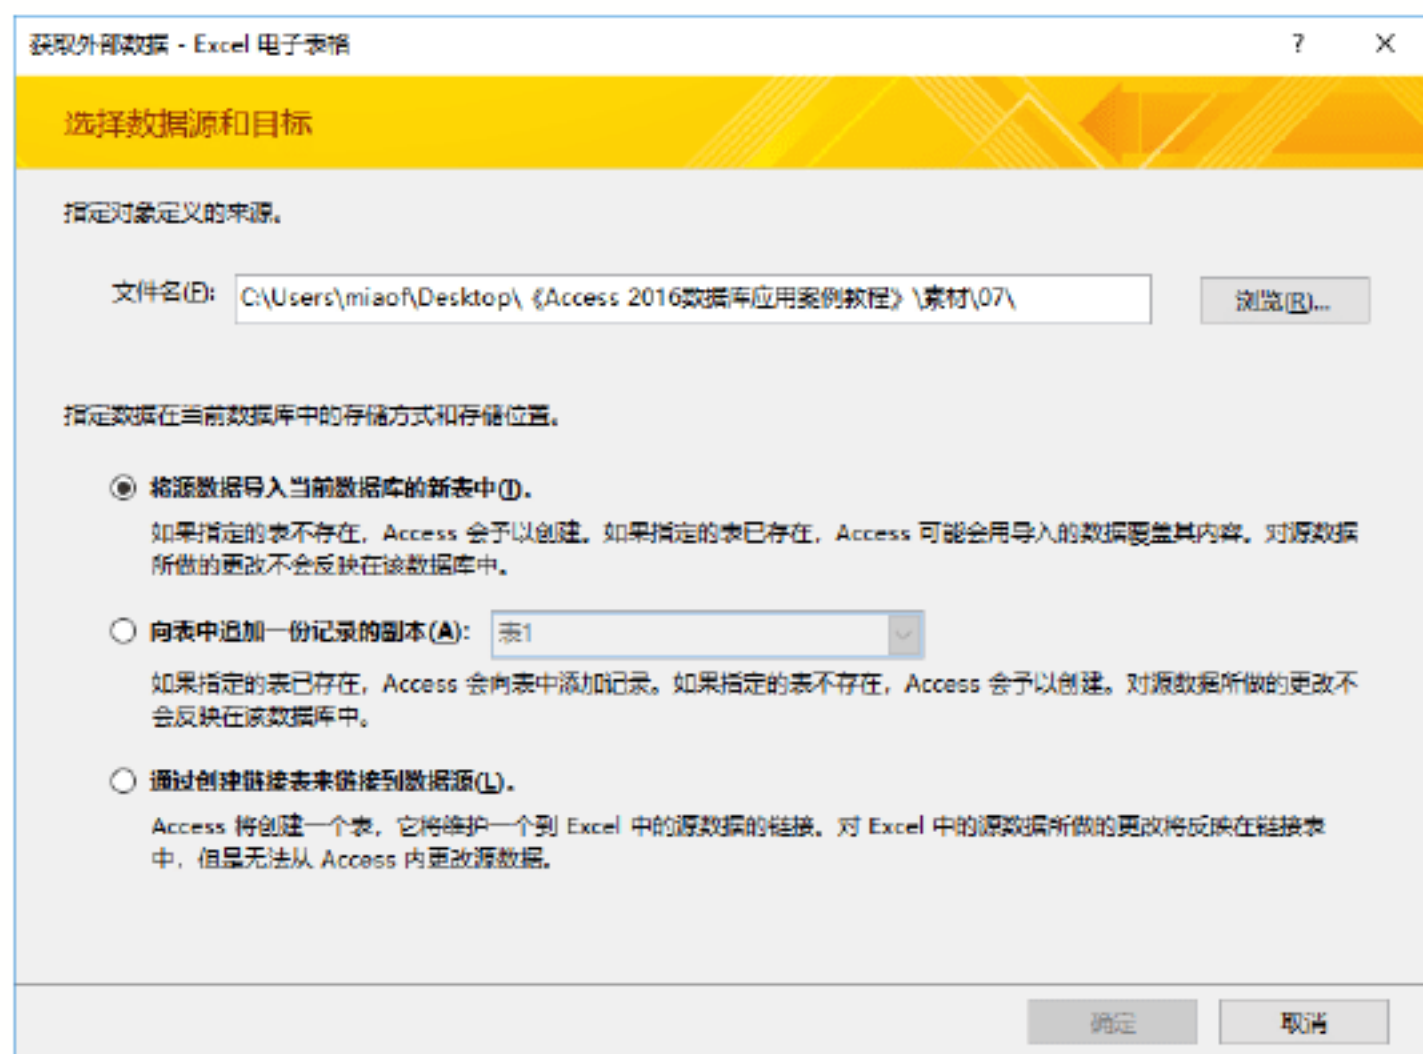 获取外部数据 - Excel 电子表格
选择数据源和目标
指定对象定义的来源。
文件名(F): C:\Users\miaof\Desktop\《Access 2016数据库应用案例教程》\素材\07\ 浏览(R)...
指定数据在当前数据库中的存储方式和存储位置。
将源数据导入当前数据库的新表中(I)。
如果指定的表不存在，Access 会予以创建。如果指定的表已存在，Access 可能会用导入的数据覆盖其内容。对源数据
所做的更改不会反映在该数据库中。
向表中追加一份记录的副本(A): 表1
如果指定的表已存在，Access 会向表中添加记录。如果指定的表不存在，Access 会予以创建。对源数据所做的更改不
会反映在该数据库中。
通过创建链接表来链接到数据源(L)。
Access 将创建一个表，它将维护一个到 Excel 中的源数据的链接。对 Excel 中的源数据所做的更改将反映在链接表
中，但是无法从 Access 内更改源数据。
确定 取消